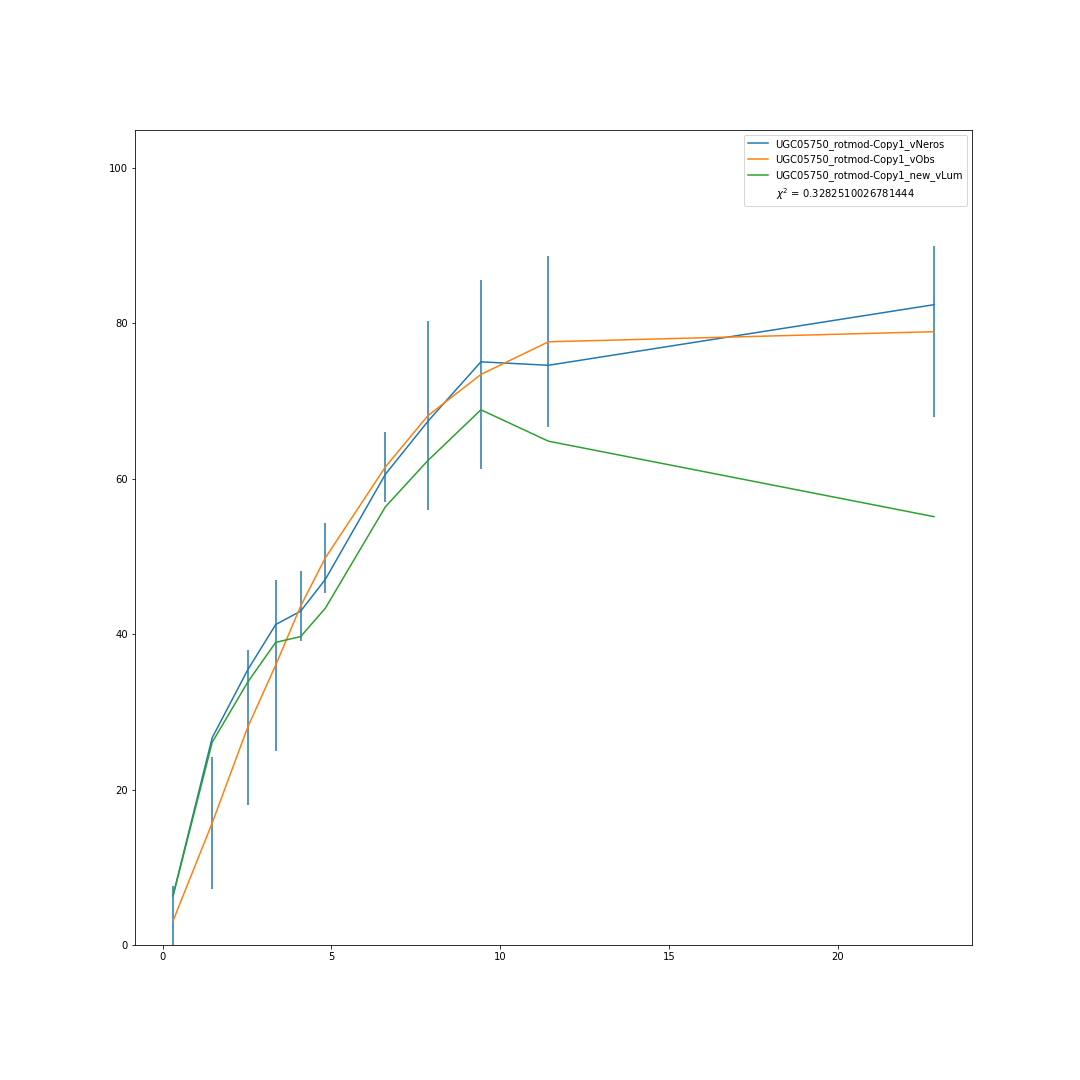 UGC05750_rotmod-Copy1_vNeros
UGC05750_rotmod-Copy1_vObs
UGC05750_rotmod-Copy1_new_vLum
χ² = 0.3282510026781444
100
80
60
40
20
0
0 5 10 15 20